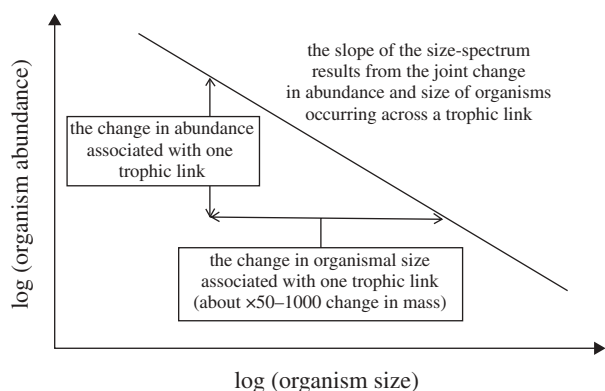 log (organism abundance)
the slope of the size-spectrum
results from the joint change
in abundance and size of organisms
occurring across a trophic link
the change in abundance
associated with one
trophic link
the change in organismal size
associated with one trophic link
(about ×50–1000 change in mass)
log (organism size)